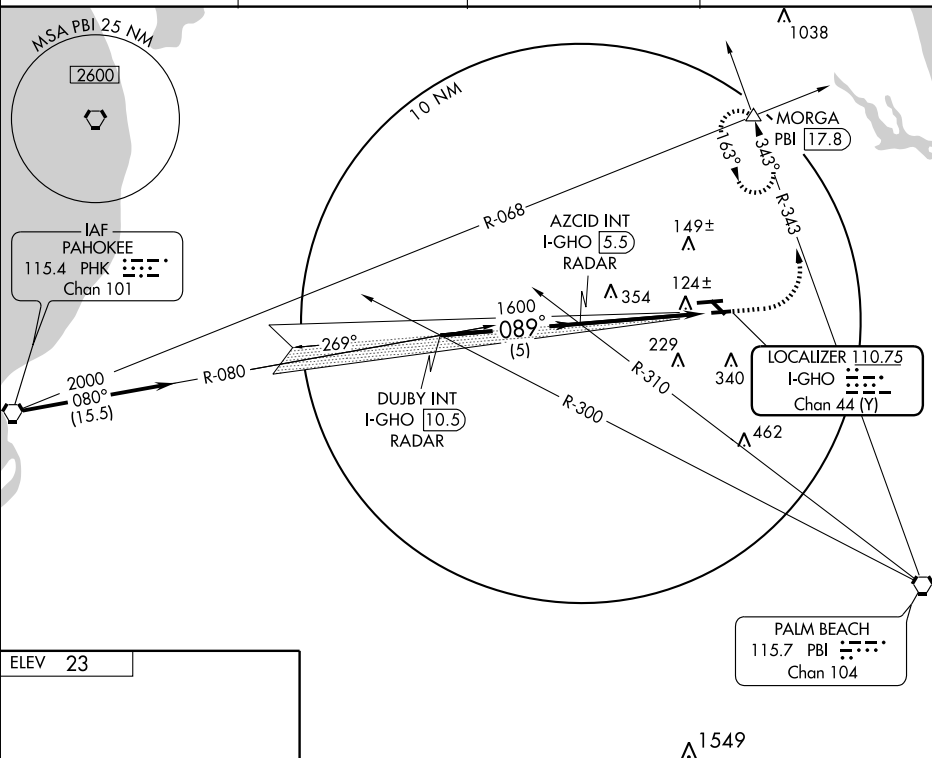 MSA PBI 25 NM
2600
1038
10 NM
MORGA
PBI 17.8
163°
343°
R-343
R-068
IAF
PAHOKEE
115.4 PHK
Chan 101
AZCID INT
I-GHO 5.5
RADAR
149±
124±
354
1600
089°
(5)
269°
229
340
LOCALIZER 110.75
I-GHO
Chan 44 (Y)
2000
080°
(15.5)
R-080
DUJBY INT
I-GHO 10.5
RADAR
R-310
R-300
462
PALM BEACH
115.7 PBI
Chan 104
ELEV 23
1549